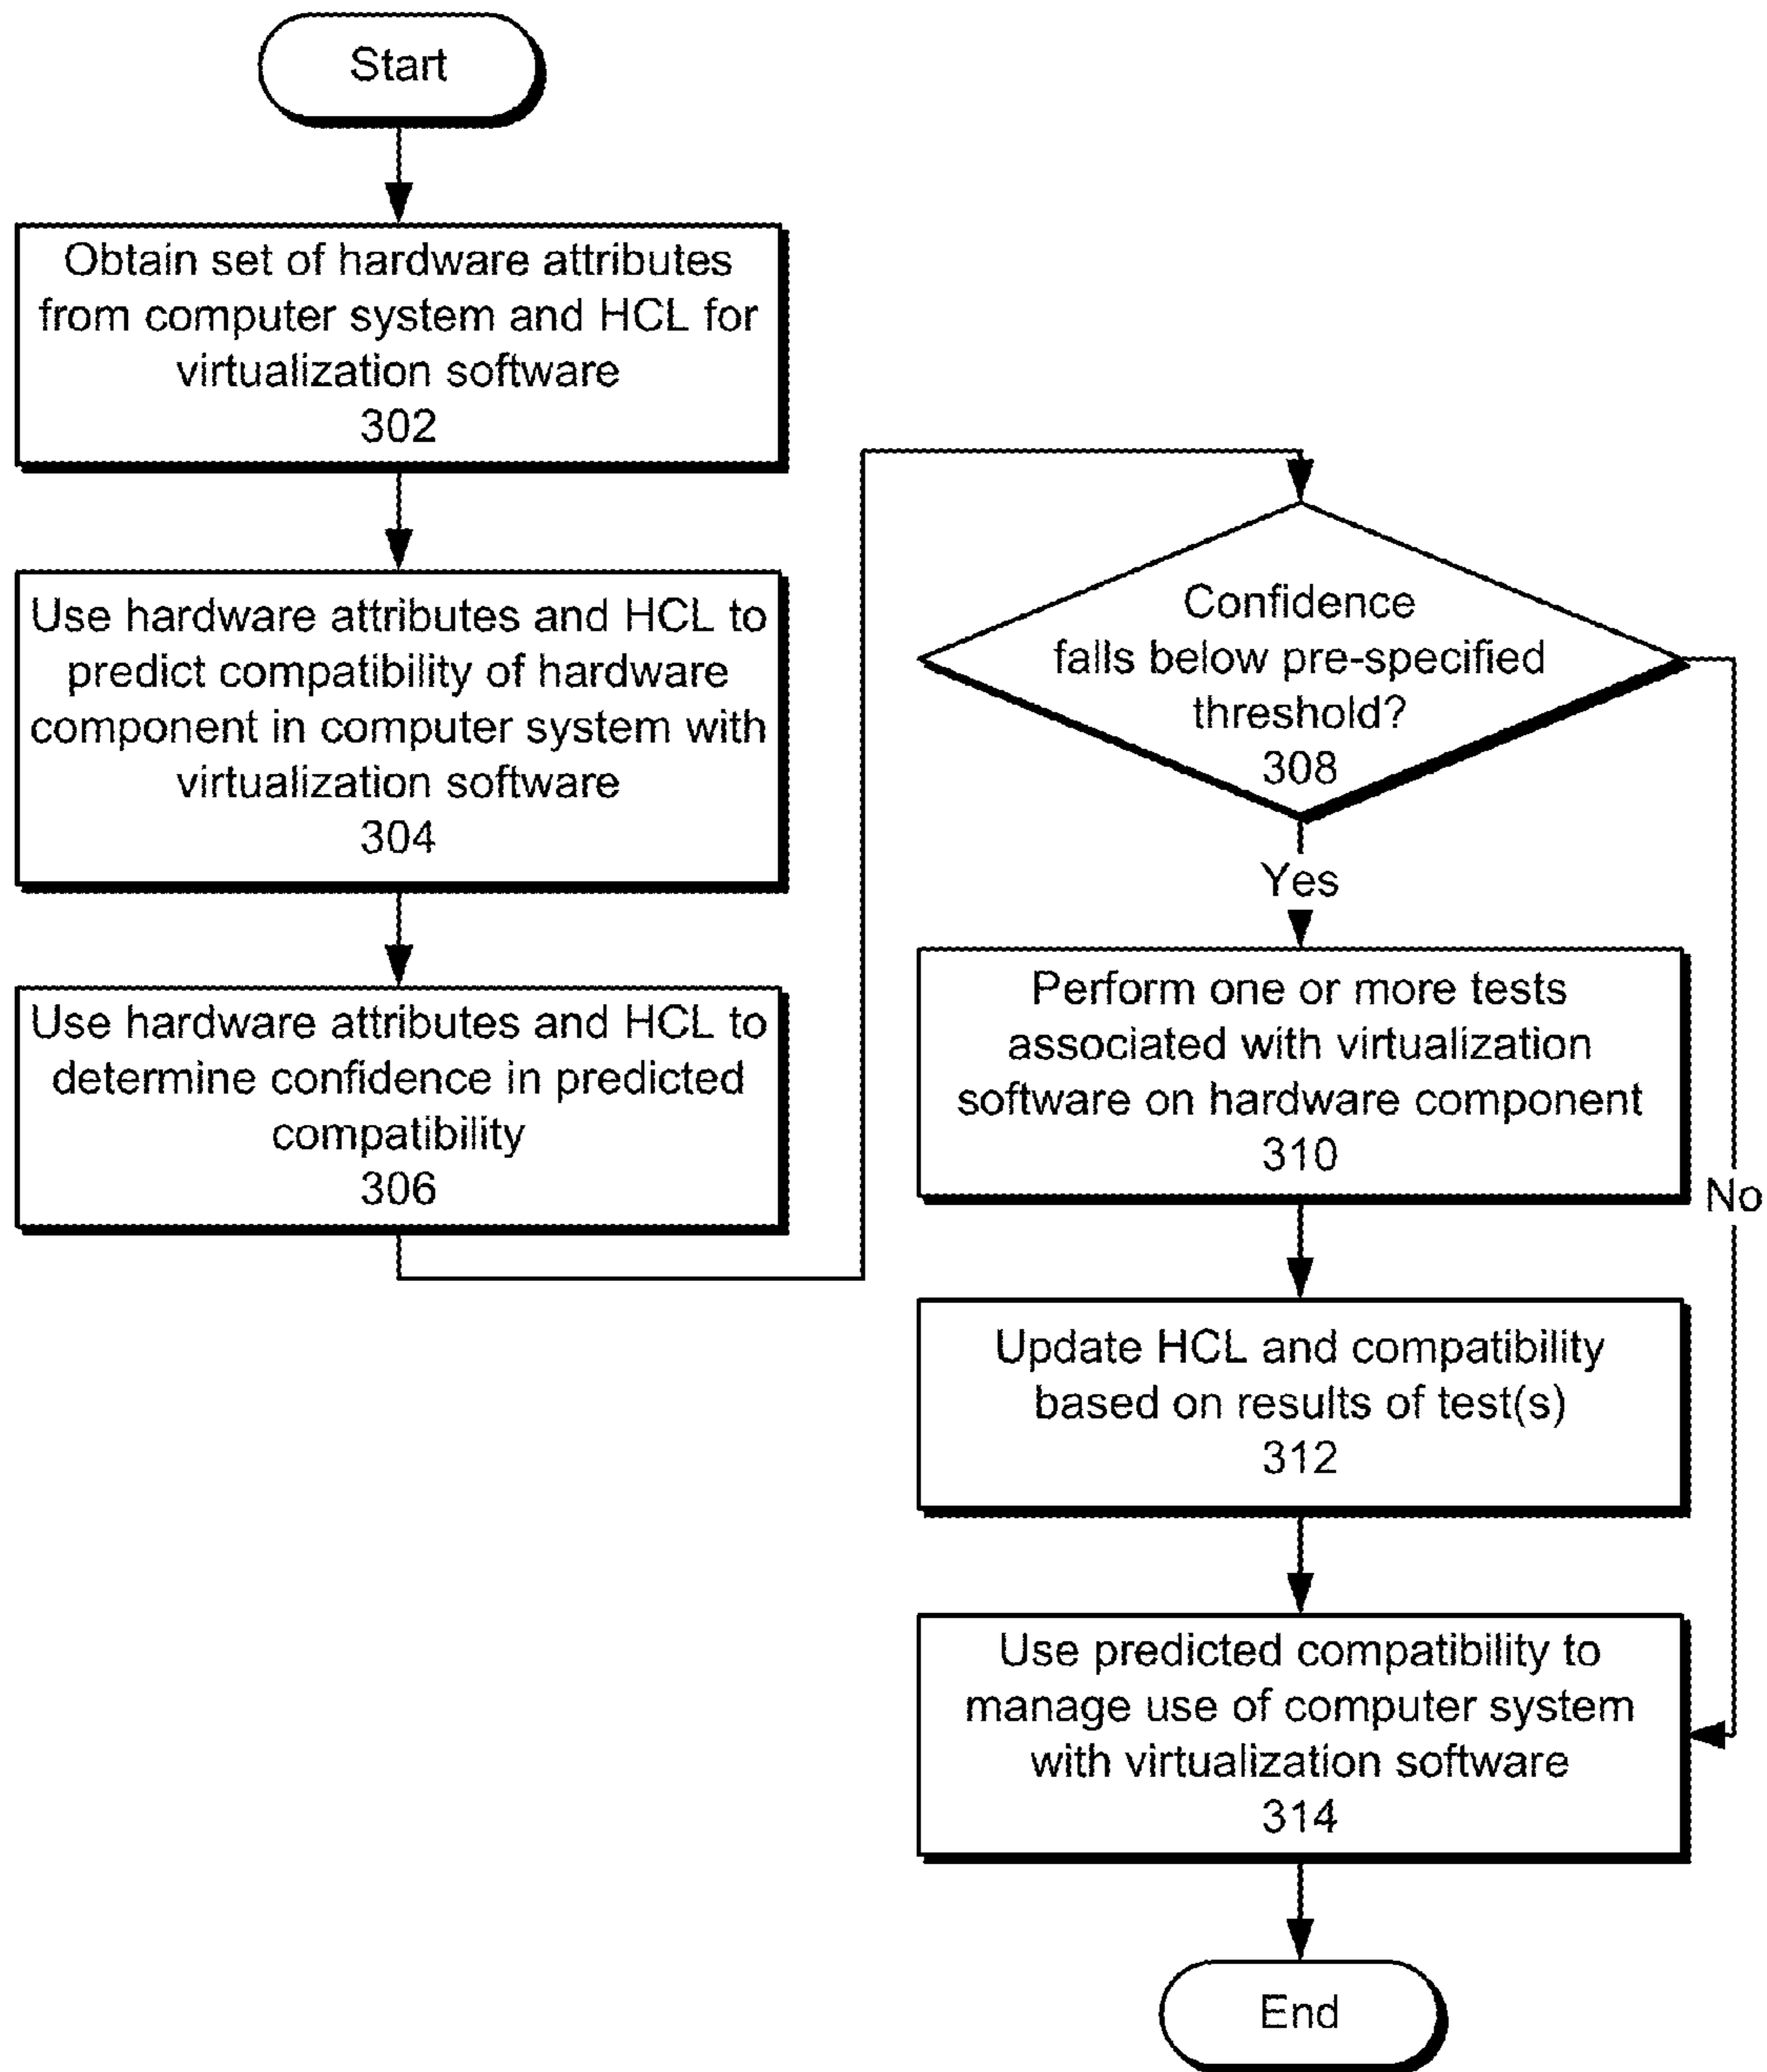 Start
Obtain set of hardware attributes
from computer system and HCL for
virtualization software
302
Use hardware attributes and HCL to
predict compatibility of hardware
component in computer system with
virtualization software
304
Use hardware attributes and HCL to
determine confidence in predicted
compatibility
306
Confidence
falls below pre-specified
threshold?
308
Yes
No
Perform one or more tests
associated with virtualization
software on hardware component
310
Update HCL and compatibility
based on results of test(s)
312
Use predicted compatibility to
manage use of computer system
with virtualization software
314
End